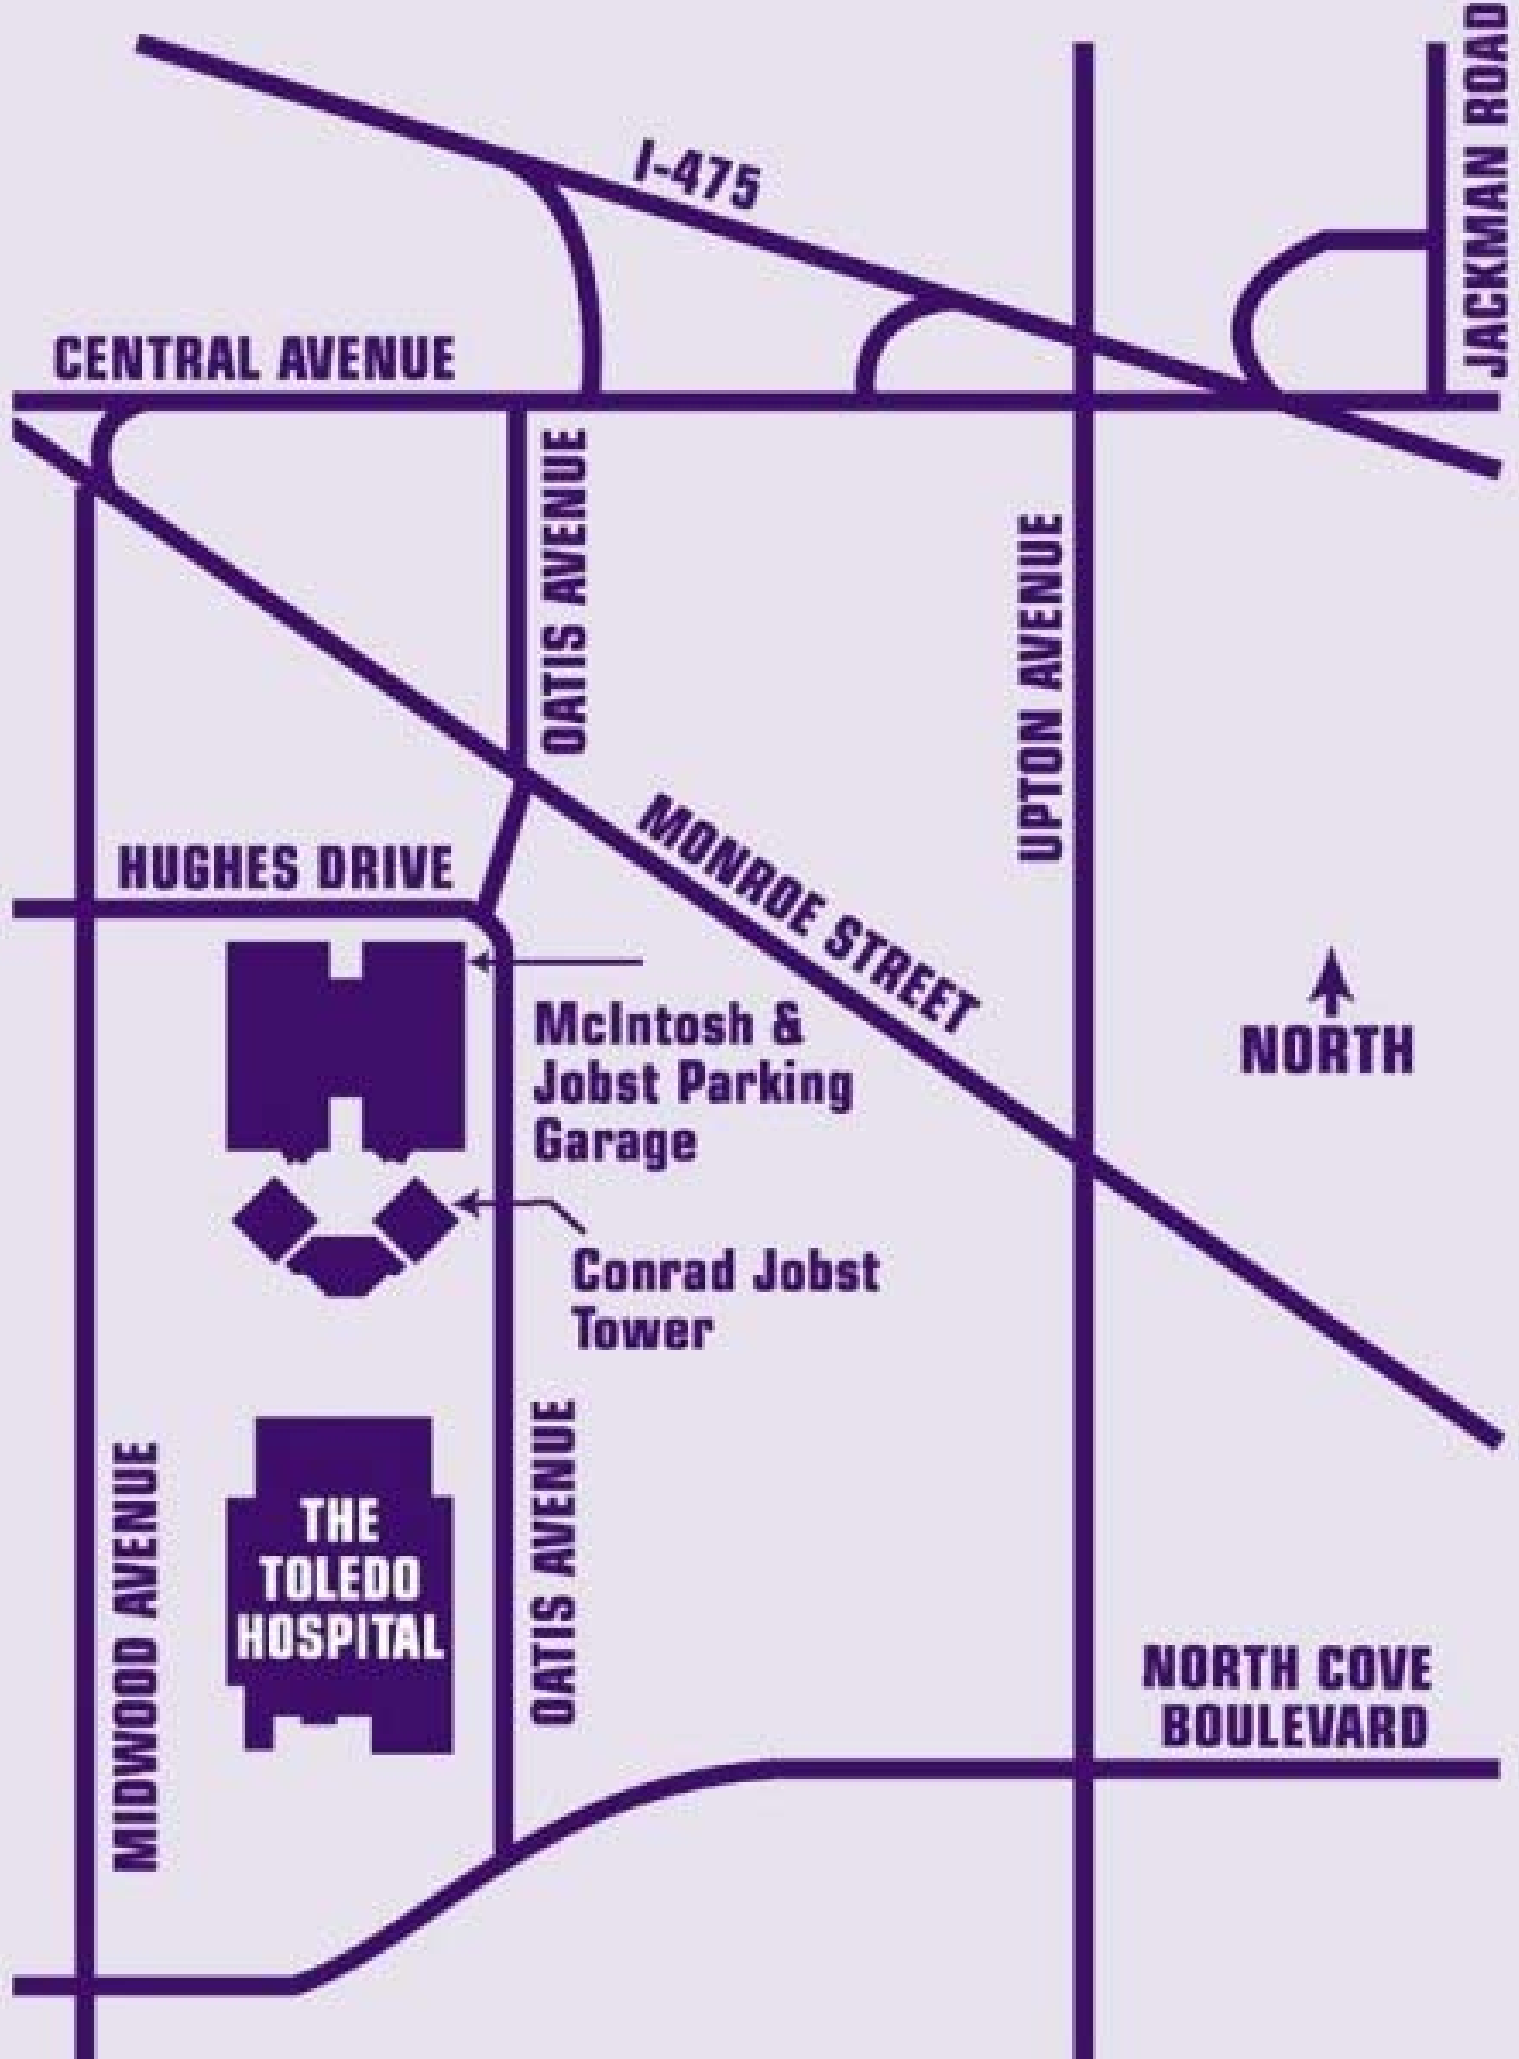 JACKMAN ROAD
I-475
CENTRAL AVENUE
OATIS AVENUE
UPTON AVENUE
MONROE STREET
HUGHES DRIVE
NORTH
McIntosh &
Jobst Parking
Garage
Conrad Jobst
Tower
MIDWOOD AVENUE
THE
TOLEDO
HOSPITAL
OATIS AVENUE
NORTH COVE
BOULEVARD